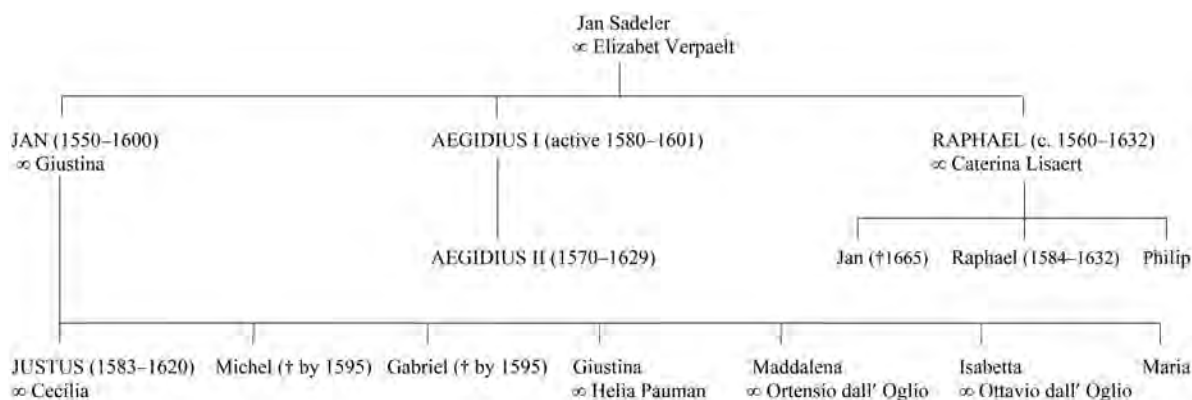 Jan Sadeler
∞ Elizabet Verpaelt
JAN (1550–1600)
∞ Giustina
AEGIDIUS I (active 1580–1601)
RAPHAEL (c. 1560–1632)
∞ Caterina Lisaert
AEGIDIUS II (1570–1629)
Jan (†1665)
Raphael (1584–1632)
Philip
JUSTUS (1583–1620)
∞ Cecilia
Michel († by 1595)
Gabriel († by 1595)
Giustina
∞ Helia Pauman
Maddalena
∞ Ortensio dall' Oglio
Isabetta
∞ Ottavio dall' Oglio
Maria